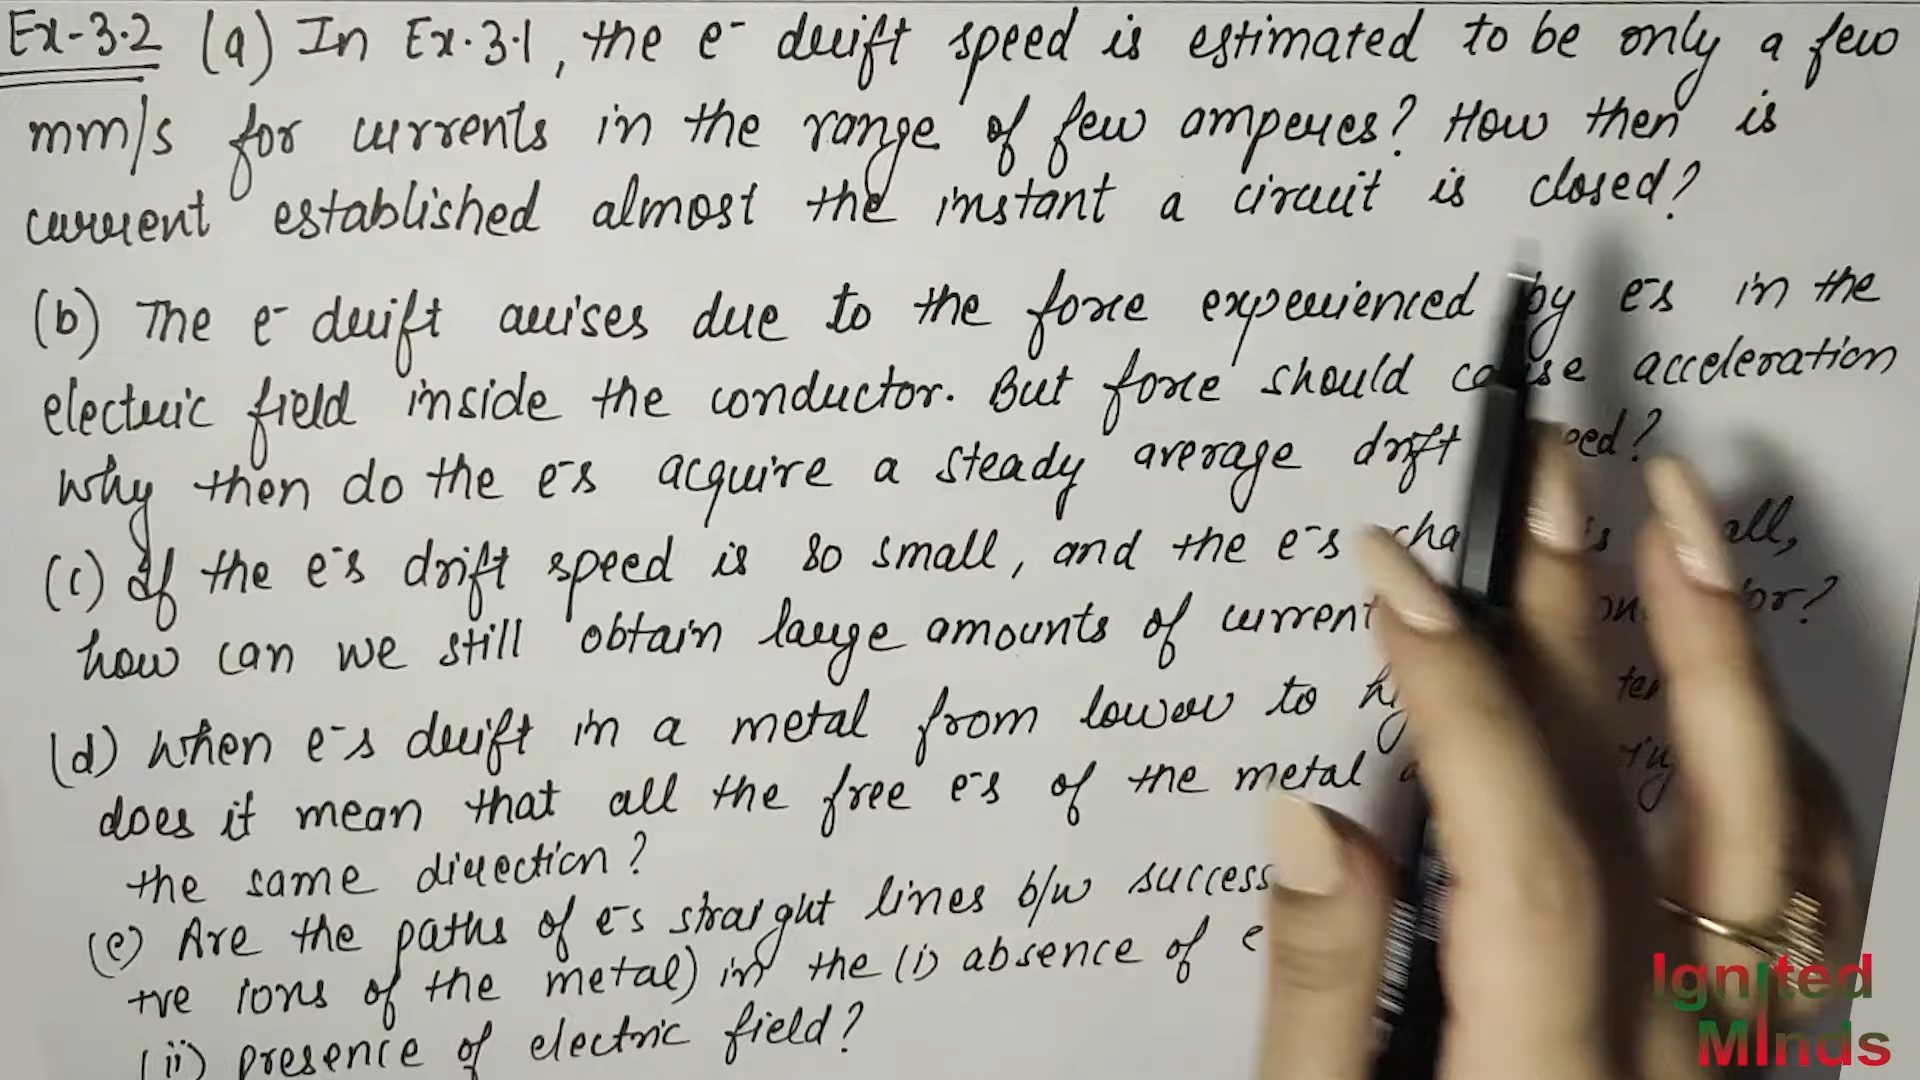 Ex-3.2 (a) In Ex.3.1, the e⁻ drift speed is estimated to be only a few
mm/s for currents in the range of few amperes? How then is
current established almost the instant a circuit is closed?
(b) The e⁻ drift arises due to the force experienced by e⁻s in the
electric field inside the conductor. But force should cause acceleration
Why then do the e⁻s acquire a steady average drift
(c) If the e⁻s drift speed is so small, and the e⁻s
how can we still obtain large amounts of current
(d) When e⁻s drift in a metal from lower to
does it mean that all the free e⁻s of the metal
the same direction?
(e) Are the paths of e⁻s straight lines b/w
+ve ions of the metal) in the (i) absence of
(ii) presence of electric field?
Ignited
MInds